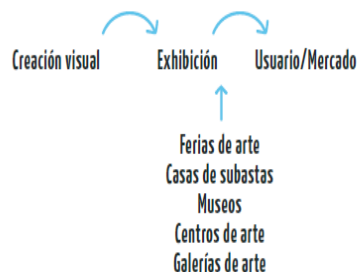 Creación visual
Exhibición
Usuario/Mercado
Ferias de arte
Casas de subastas
Museos
Centros de arte
Galerías de arte